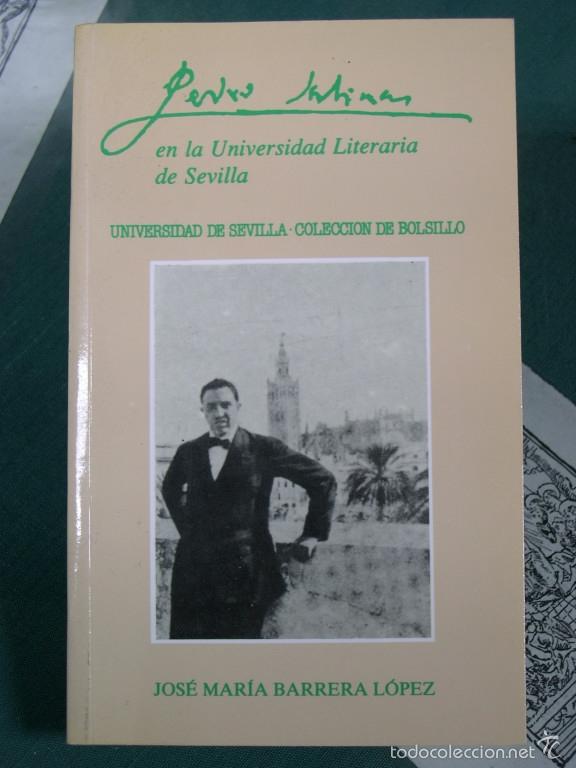 Pedro Salinas
en la Universidad Literaria
de Sevilla
UNIVERSIDAD DE SEVILLA · COLECCION DE BOLSILLO
JOSÉ MARÍA BARRERA LÓPEZ
todocoleccion.net